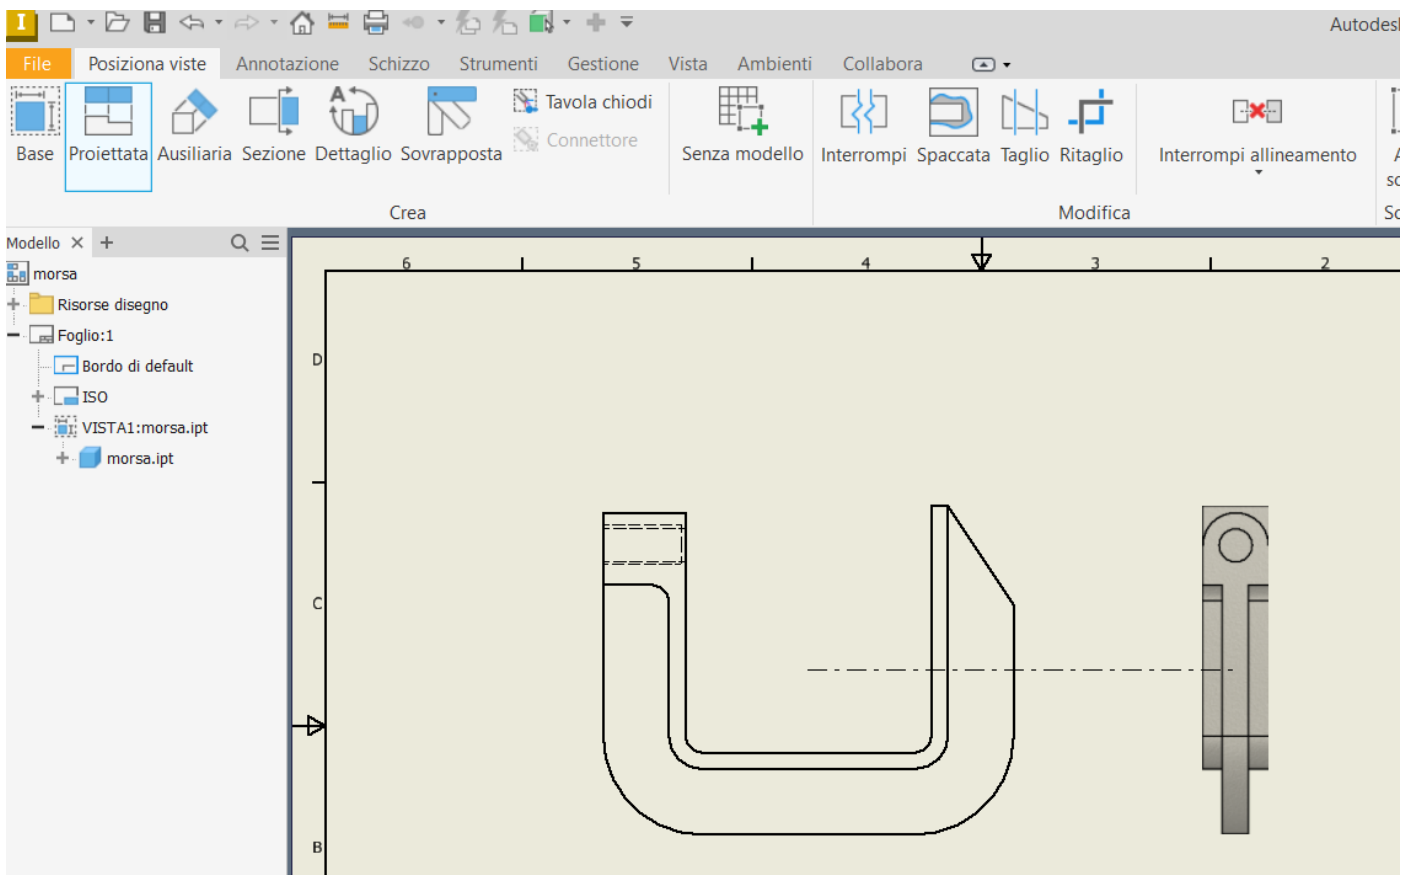 I
Autodes
File Posiziona viste Annotazione Schizzo Strumenti Gestione Vista Ambienti Collabora
Tavola chiodi
Connettore
Base Proiettata Ausiliaria Sezione Dettaglio Sovrapposta Senza modello Interrompi Spaccata Taglio Ritaglio Interrompi allineamento
Crea Modifica
Modello
morsa
Risorse disegno
Foglio:1
Bordo di default
ISO
VISTA1:morsa.ipt
morsa.ipt
6 5 4 3 2
D
C
B